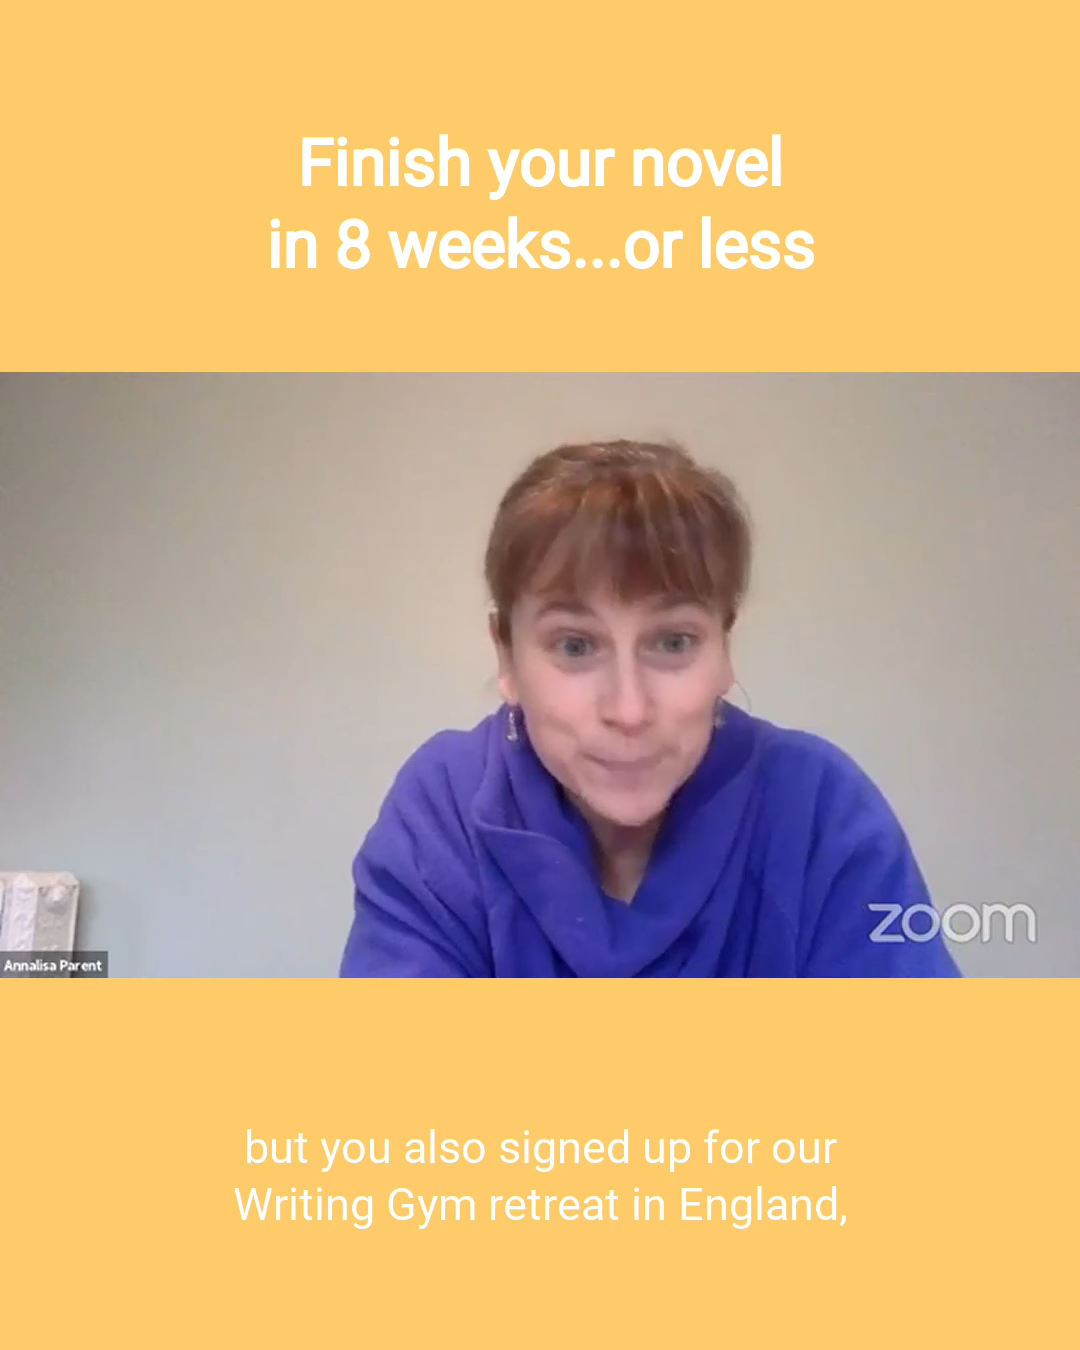 Finish your novel
in 8 weeks...or less
zoom
Annalisa Parent
but you also signed up for our
Writing Gym retreat in England,